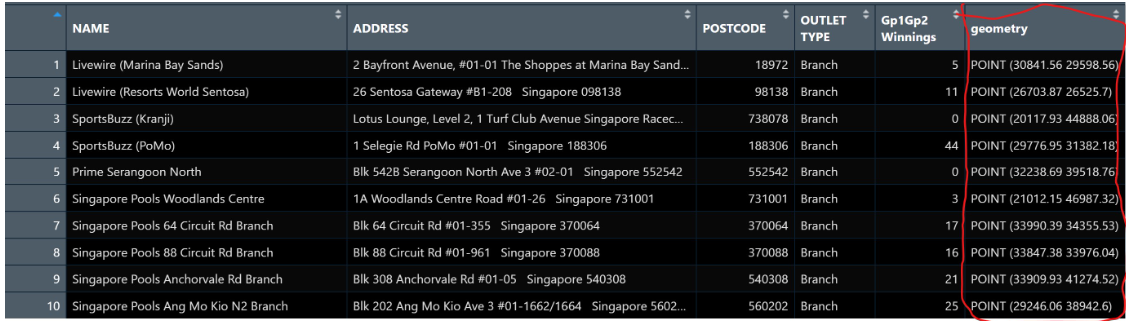 NAME ADDRESS POSTCODE OUTLET TYPE Gp1Gp2 Winnings geometry
1 Livewire (Marina Bay Sands) 2 Bayfront Avenue, #01-01 The Shoppes at Marina Bay Sand... 18972 Branch 5 POINT (30841.56 29598.56)
2 Livewire (Resorts World Sentosa) 26 Sentosa Gateway #B1-208 Singapore 098138 98138 Branch 11 POINT (26703.87 26525.7)
3 SportsBuzz (Kranji) Lotus Lounge, Level 2, 1 Turf Club Avenue Singapore Racec... 738078 Branch 0 POINT (20117.93 44888.06)
4 SportsBuzz (PoMo) 1 Selegie Rd PoMo #01-01 Singapore 188306 188306 Branch 44 POINT (29776.95 31382.18)
5 Prime Serangoon North Blk 542B Serangoon North Ave 3 #02-01 Singapore 552542 552542 Branch 0 POINT (32238.69 39518.76)
6 Singapore Pools Woodlands Centre 1A Woodlands Centre Road #01-26 Singapore 731001 731001 Branch 3 POINT (21012.15 46987.32)
7 Singapore Pools 64 Circuit Rd Branch Blk 64 Circuit Rd #01-355 Singapore 370064 370064 Branch 17 POINT (33990.39 34355.53)
8 Singapore Pools 88 Circuit Rd Branch Blk 88 Circuit Rd #01-961 Singapore 370088 370088 Branch 16 POINT (33847.38 33976.04)
9 Singapore Pools Anchorvale Rd Branch Blk 308 Anchorvale Rd #01-05 Singapore 540308 540308 Branch 21 POINT (33909.93 41274.52)
10 Singapore Pools Ang Mo Kio N2 Branch Blk 202 Ang Mo Kio Ave 3 #01-1662/1664 Singapore 5602... 560202 Branch 25 POINT (29246.06 38942.6)